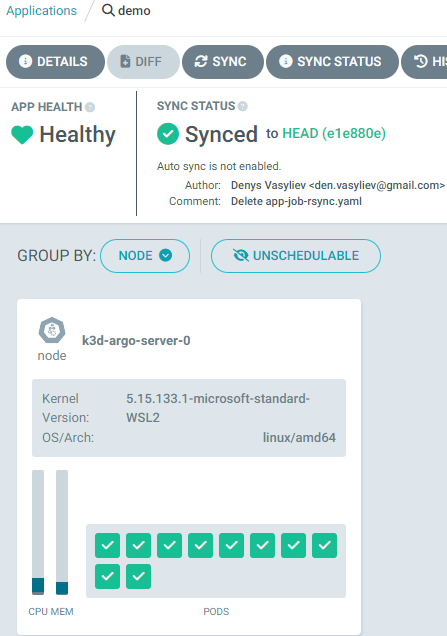 Applications demo
DETAILS DIFF SYNC SYNC STATUS HI
APP HEALTH
Healthy
SYNC STATUS
Synced to HEAD (e1e880e)
Auto sync is not enabled.
Author: Denys Vasyliev <den.vasyliev@gmail.com>
Comment: Delete app-job-rsync.yaml
GROUP BY: NODE UNSCHEDULABLE
node
k3d-argo-server-0
Kernel Version: 5.15.133.1-microsoft-standard-WSL2
OS/Arch: linux/amd64
CPU MEM PODS